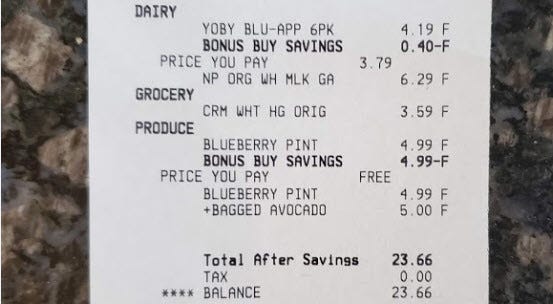 DAIRY
YOBY BLU-APP 6PK 4.19 F
BONUS BUY SAVINGS 0.40-F
PRICE YOU PAY 3.79
NP ORG WH MLK GA 6.29 F
GROCERY
CRM WHT HG ORIG 3.59 F
PRODUCE
BLUEBERRY PINT 4.99 F
BONUS BUY SAVINGS 4.99-F
PRICE YOU PAY FREE
BLUEBERRY PINT 4.99 F
+BAGGED AVOCADO 5.00 F
Total After Savings 23.66
TAX 0.00
**** BALANCE 23.66